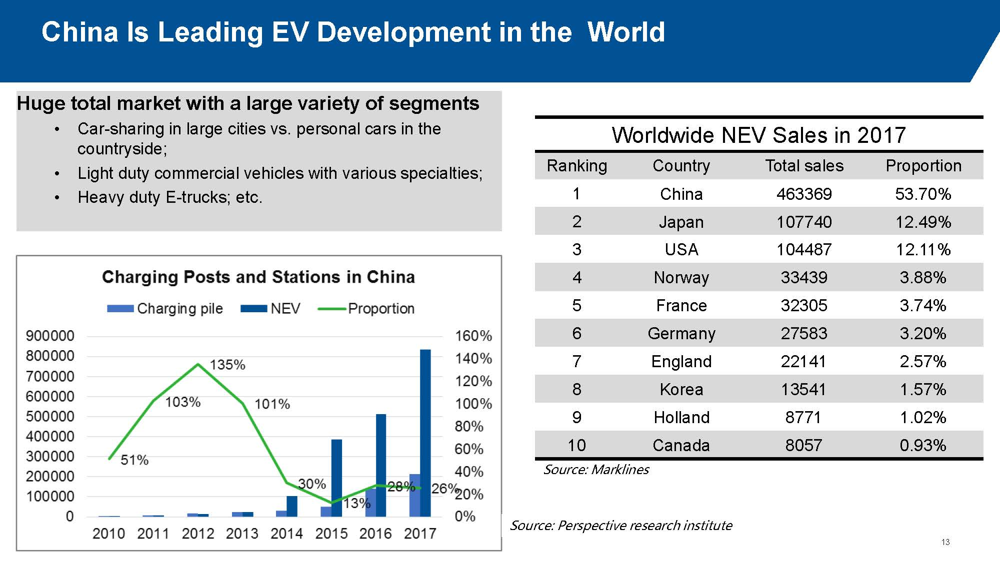 China Is Leading EV Development in the World
Huge total market with a large variety of segments
• Car-sharing in large cities vs. personal cars in the
countryside;
• Light duty commercial vehicles with various specialties;
• Heavy duty E-trucks; etc.
Charging Posts and Stations in China
Charging pile NEV Proportion
900000 160%
800000 140%
700000 120%
600000 100%
500000 80%
400000 60%
300000 40%
200000 20%
100000 0%
0
51%
103%
135%
101%
30%
13%
28%
26%
2010 2011 2012 2013 2014 2015 2016 2017
Worldwide NEV Sales in 2017
Ranking Country Total sales Proportion
1 China 463369 53.70%
2 Japan 107740 12.49%
3 USA 104487 12.11%
4 Norway 33439 3.88%
5 France 32305 3.74%
6 Germany 27583 3.20%
7 England 22141 2.57%
8 Korea 13541 1.57%
9 Holland 8771 1.02%
10 Canada 8057 0.93%
Source: Marklines
Source: Perspective research institute
13